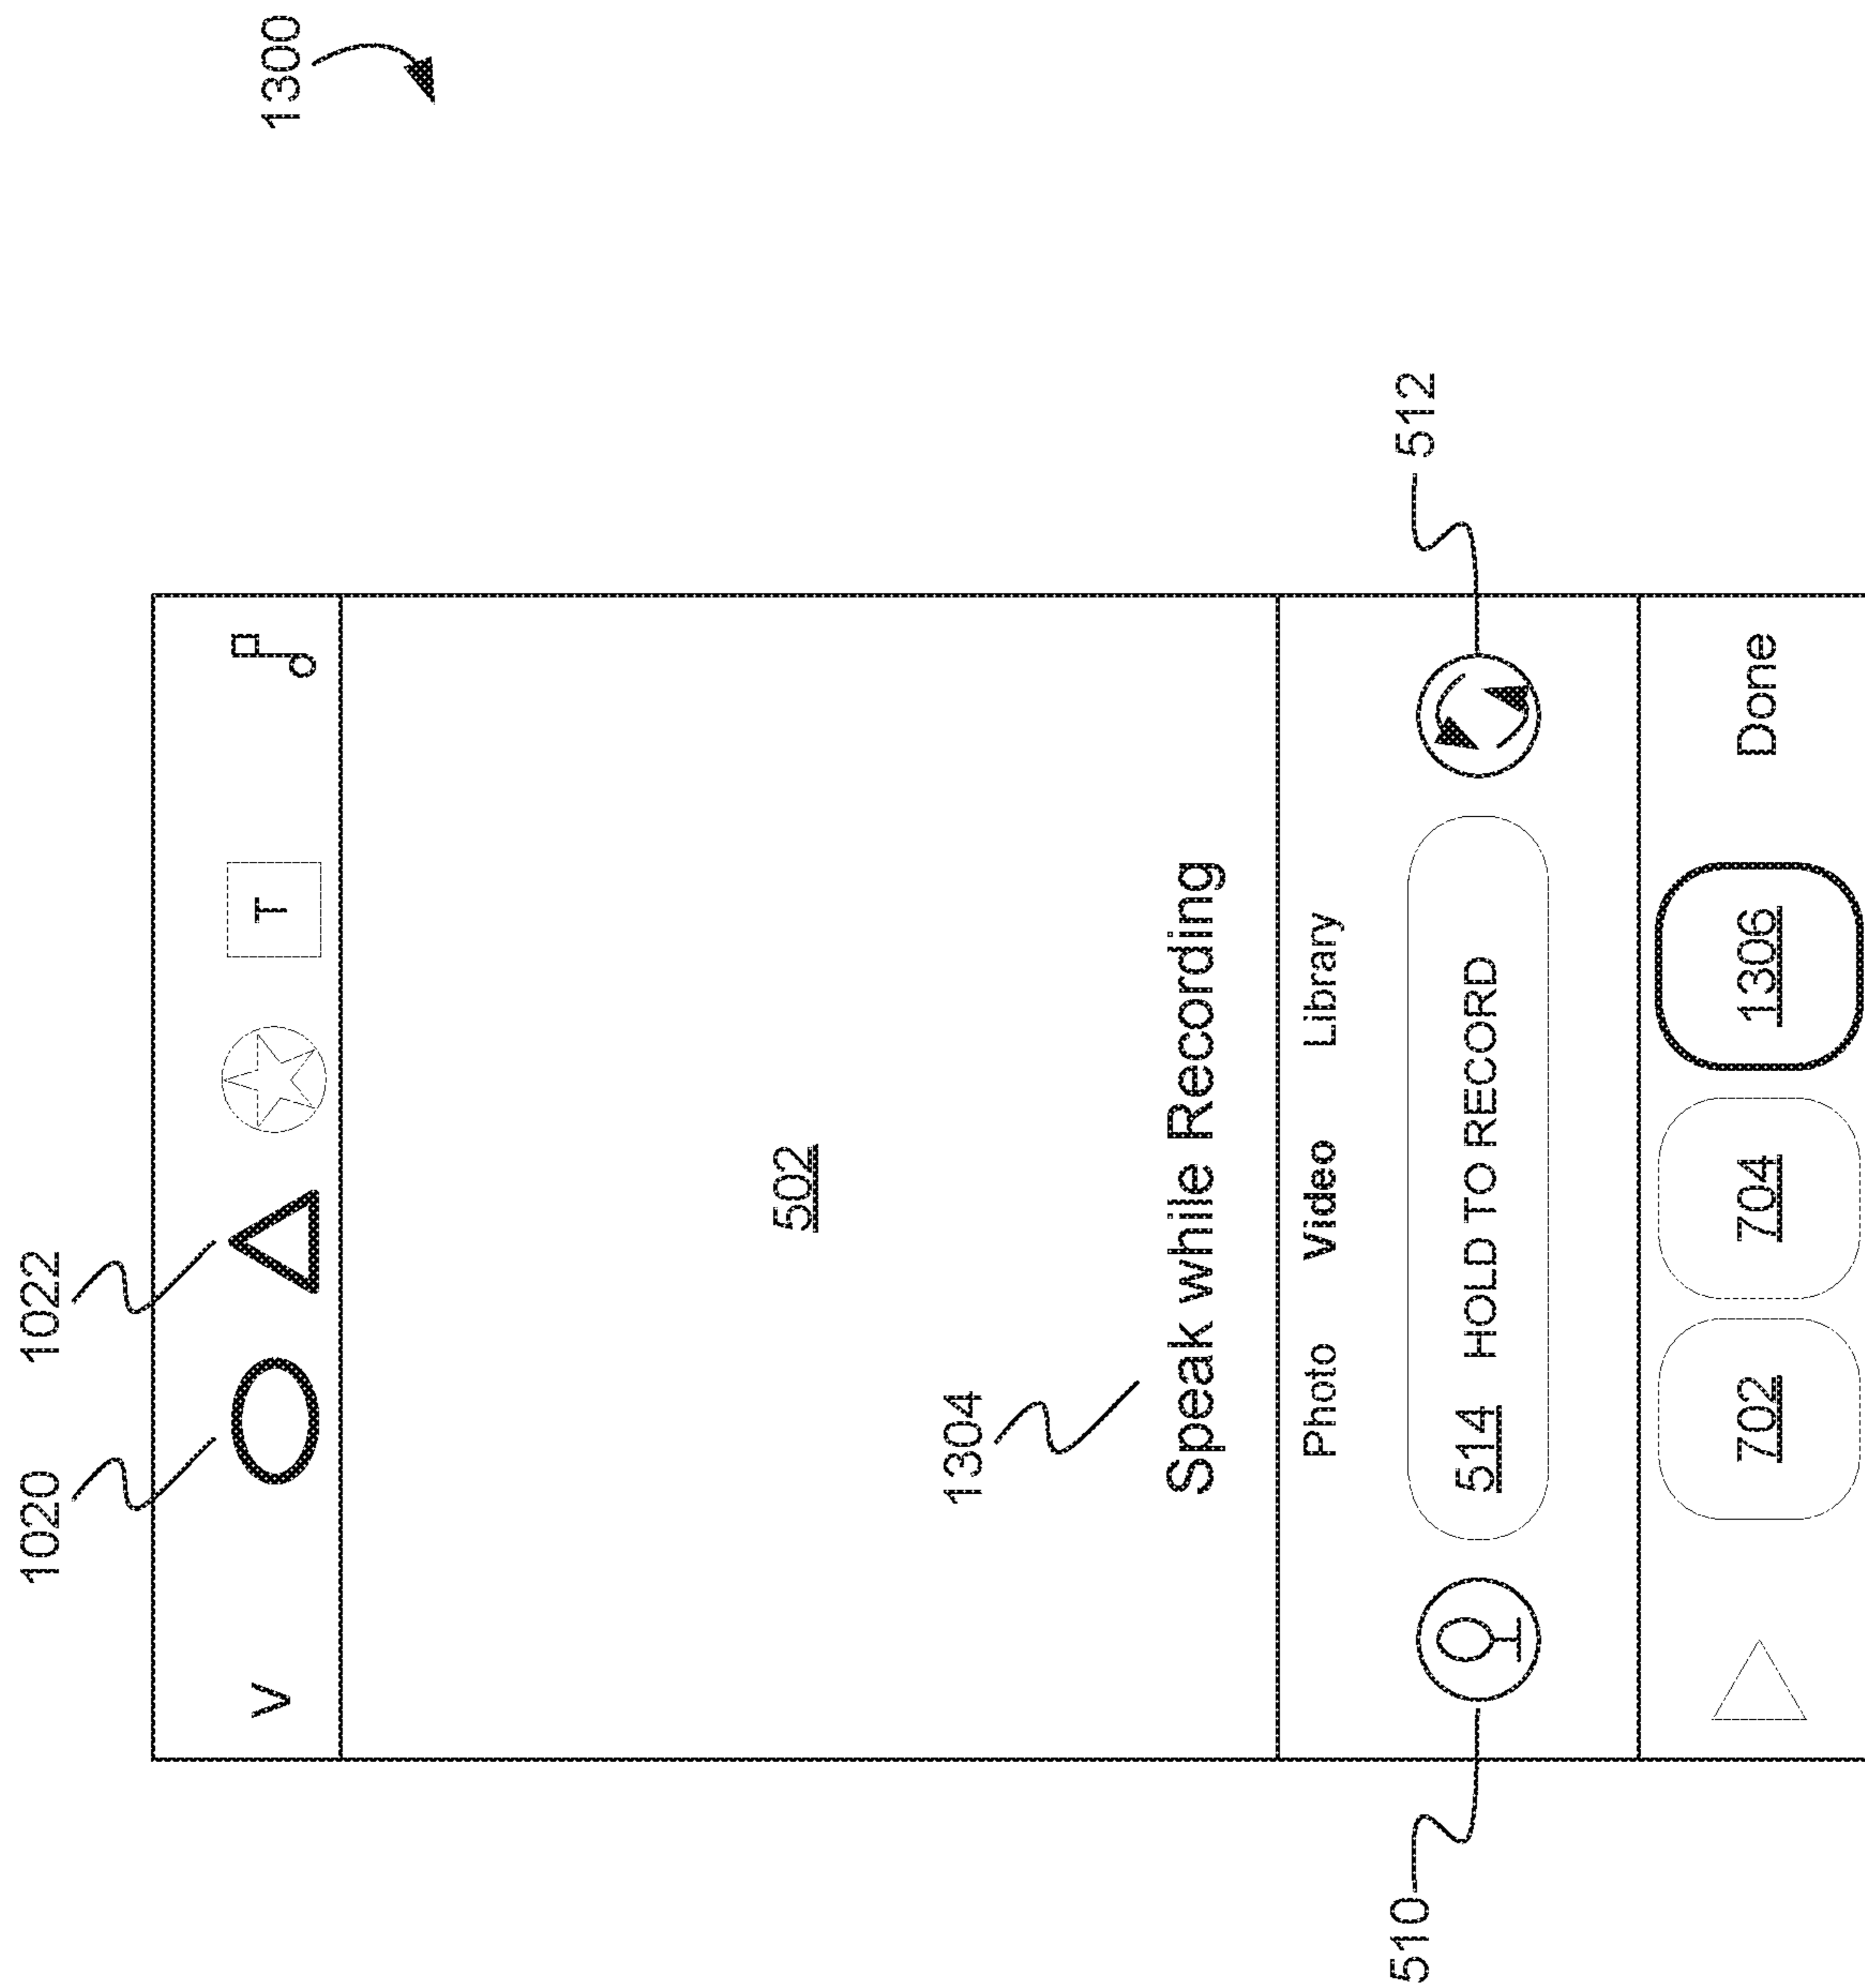 1300
1020 1022
V T
502
1304
Speak while Recording
Photo Video Library
510 514 HOLD TO RECORD 512
702 704 1306 Done